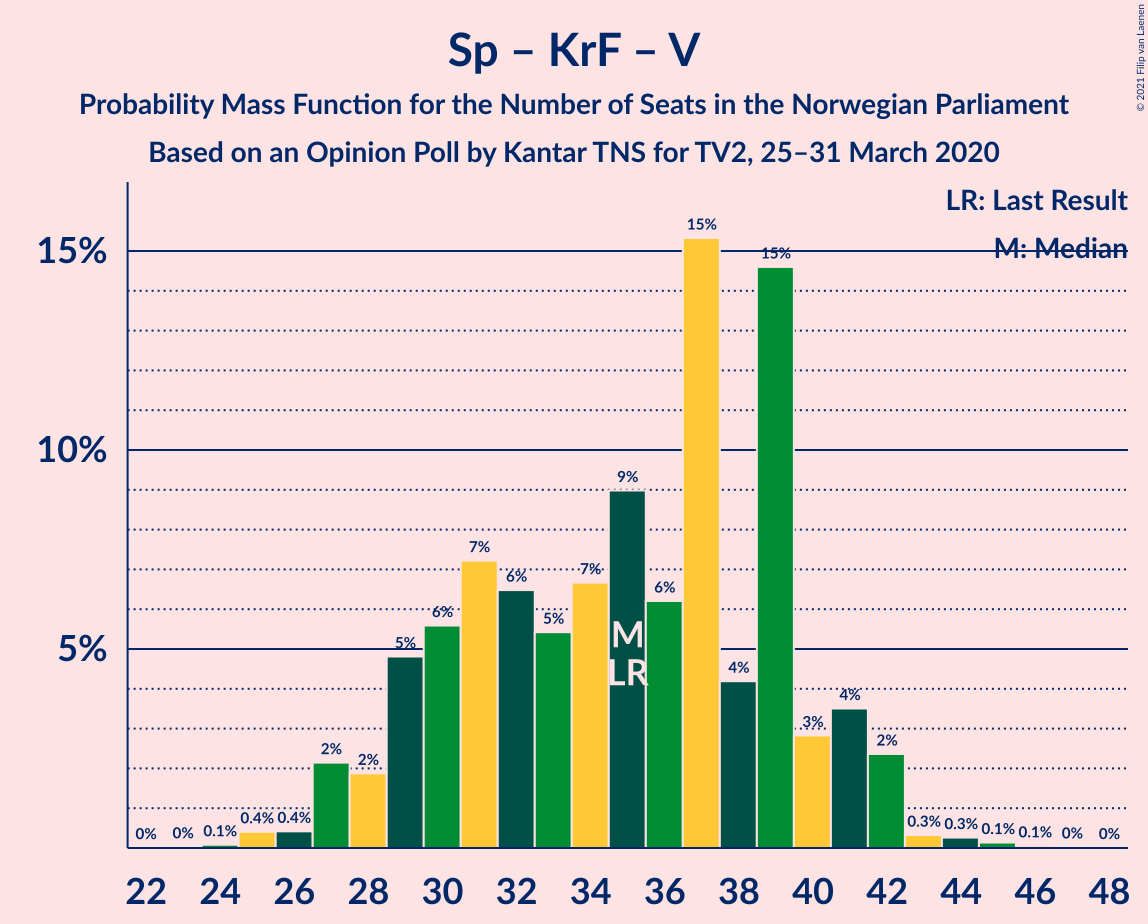 Sp – KrF – V
Probability Mass Function for the Number of Seats in the Norwegian Parliament
Based on an Opinion Poll by Kantar TNS for TV2, 25–31 March 2020
© 2021 Filip van Laenen
LR: Last Result
M: Median
15%
10%
5%
0% 0% 0.1% 0.4% 0.4% 2% 2% 5% 6% 7% 6% 5% 7% 9% 6% 15% 4% 15% 3% 4% 2% 0.3% 0.3% 0.1% 0.1% 0% 0%
M
LR
22 24 26 28 30 32 34 36 38 40 42 44 46 48